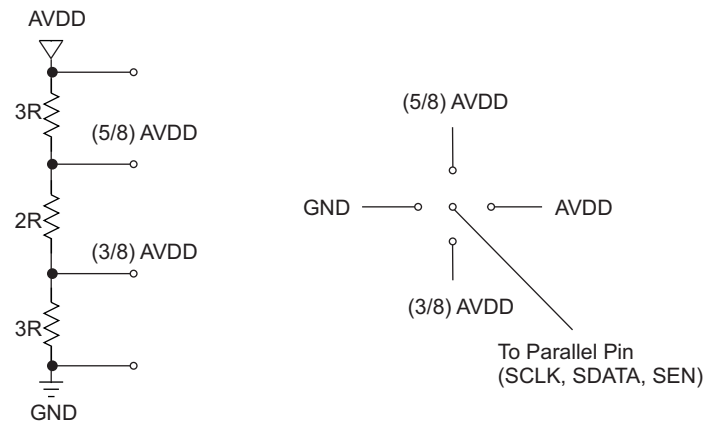 AVDD
3R
(5/8) AVDD
2R
(3/8) AVDD
3R
GND
(5/8) AVDD
GND
AVDD
(3/8) AVDD
To Parallel Pin
(SCLK, SDATA, SEN)